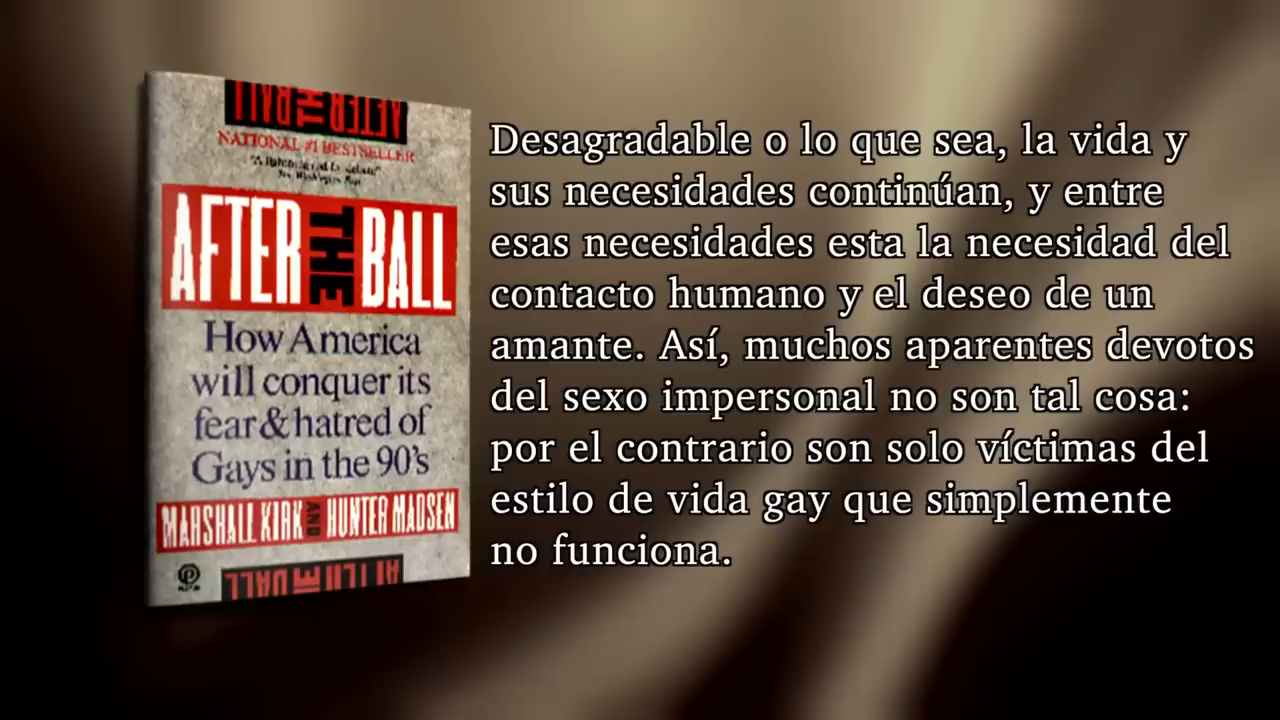 NATIONAL #1 BESTSELLER
AFTER THE BALL
How America
will conquer its
fear & hatred of
Gays in the 90's
MARSHALL KIRK AND HUNTER MADSEN
Desagradable o lo que sea, la vida y
sus necesidades continúan, y entre
esas necesidades esta la necesidad del
contacto humano y el deseo de un
amante. Así, muchos aparentes devotos
del sexo impersonal no son tal cosa:
por el contrario son solo víctimas del
estilo de vida gay que simplemente
no funciona.